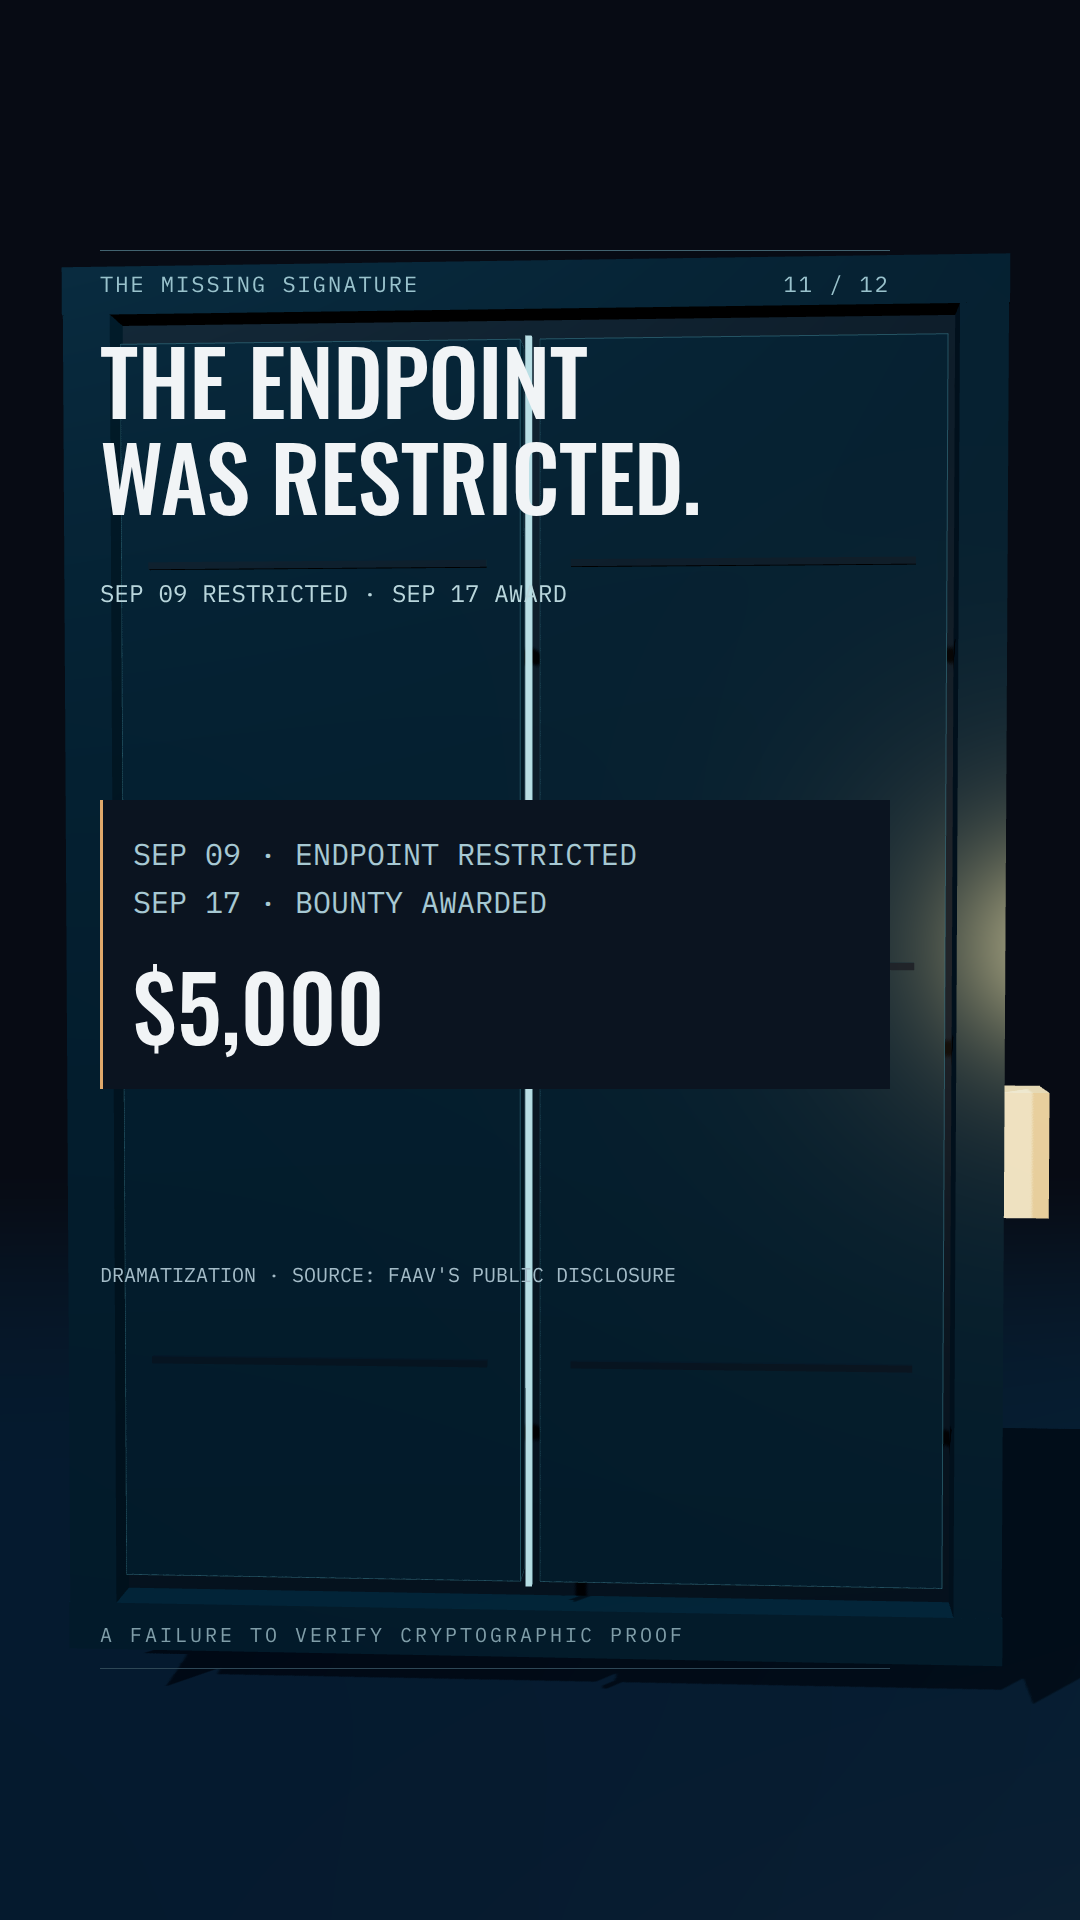 THE MISSING SIGNATURE
11 / 12
THE ENDPOINT
WAS RESTRICTED.
SEP 09 RESTRICTED · SEP 17 AWARD
SEP 09 · ENDPOINT RESTRICTED
SEP 17 · BOUNTY AWARDED
$5,000
DRAMATIZATION · SOURCE: FAAV'S PUBLIC DISCLOSURE
A FAILURE TO VERIFY CRYPTOGRAPHIC PROOF